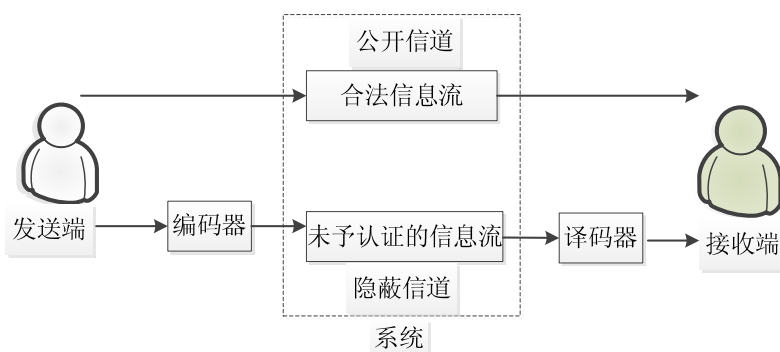 公开信道
合法信息流
发送端
编码器
未予认证的信息流
译码器
接收端
隐蔽信道
系统